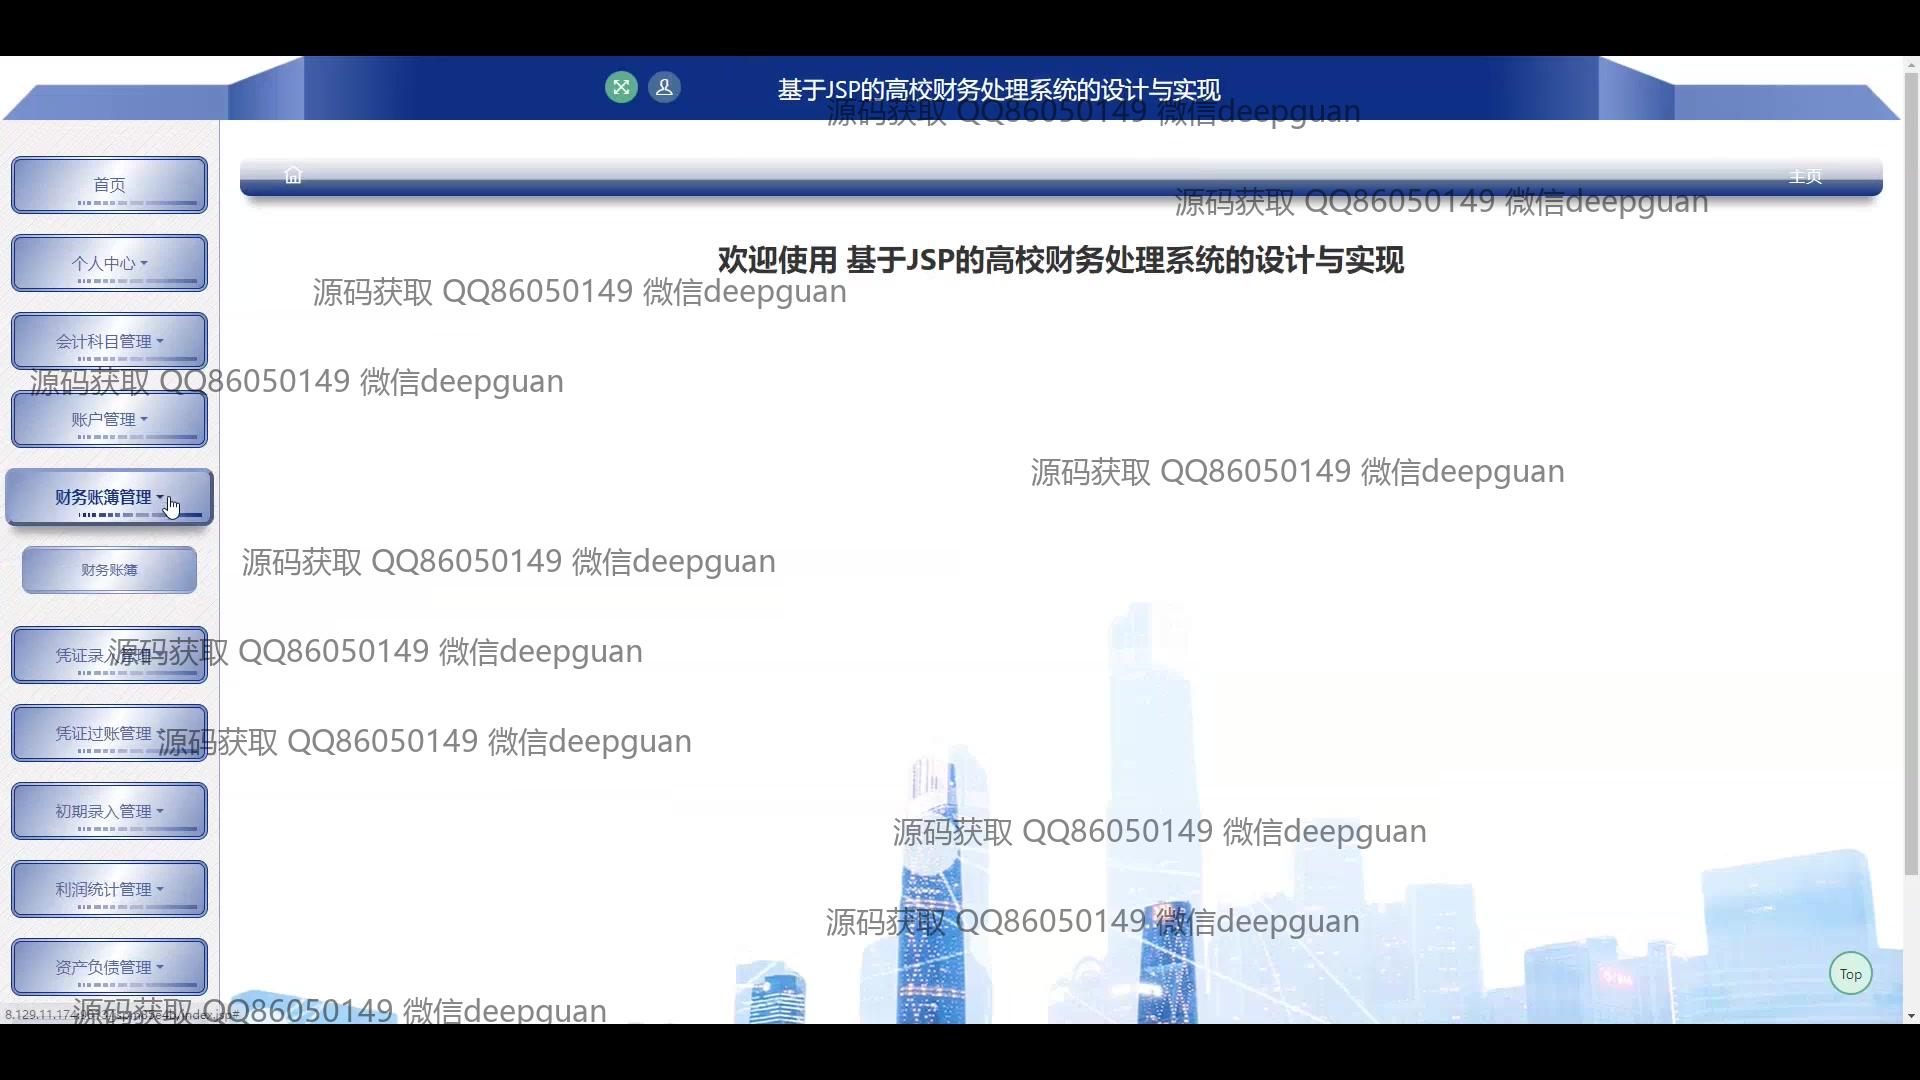 基于JSP的高校财务处理系统的设计与实现
源码获取 QQ86050149 微信deepguan
首页
主页
源码获取 QQ86050149 微信deepguan
欢迎使用 基于JSP的高校财务处理系统的设计与实现
个人中心
源码获取 QQ86050149 微信deepguan
会计科目管理
源码获取 QQ86050149 微信deepguan
账户管理
源码获取 QQ86050149 微信deepguan
财务账簿管理
源码获取 QQ86050149 微信deepguan
财务账簿
源码获取 QQ86050149 微信deepguan
凭证录入管理
凭证过账管理
源码获取 QQ86050149 微信deepguan
初期录入管理
源码获取 QQ86050149 微信deepguan
利润统计管理
源码获取 QQ86050149 微信deepguan
资产负债管理
Top
源码获取 QQ86050149 微信deepguan